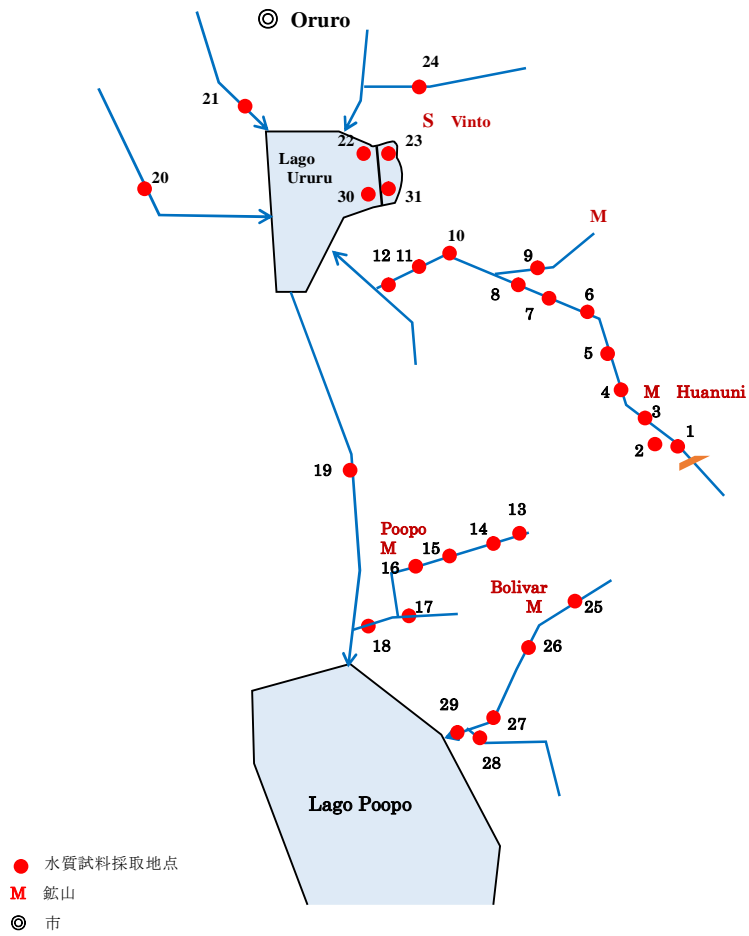 Oruro
24
21
S Vinto
22
23
Lago
Ururu
20
30
31
M
10
12
11
9
8
7
6
5
4
M Huanuni
3
1
2
19
13
Poopo
M
14
15
16
Bolivar
M
25
17
18
26
29
27
28
Lago Poopo
水質試料採取地点
M 鉱山
市